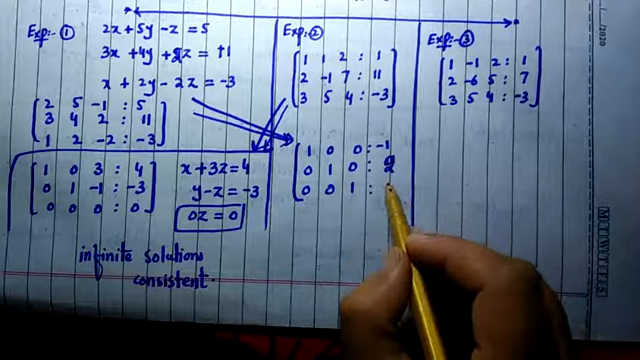 Exp:- ①
2x + 5y - z = 5
3x + 4y + 2z = 11
x + 2y - 2z = -3
2 5 -1 : 5
3 4 2 : 11
1 2 -2 : -3
1 0 3 : 4
0 1 -1 : -3
0 0 0 : 0
x + 3z = 4
y - z = -3
0z = 0
infinite solutions
consistent
Exp:- ②
1 1 2 : 1
2 -1 7 : 11
3 5 4 : -3
1 0 0 : -1
0 1 0 :
0 0 1 :
Exp:- ③
1 -1 2 : 1
2 -6 5 : 7
3 5 4 : -3
/2020